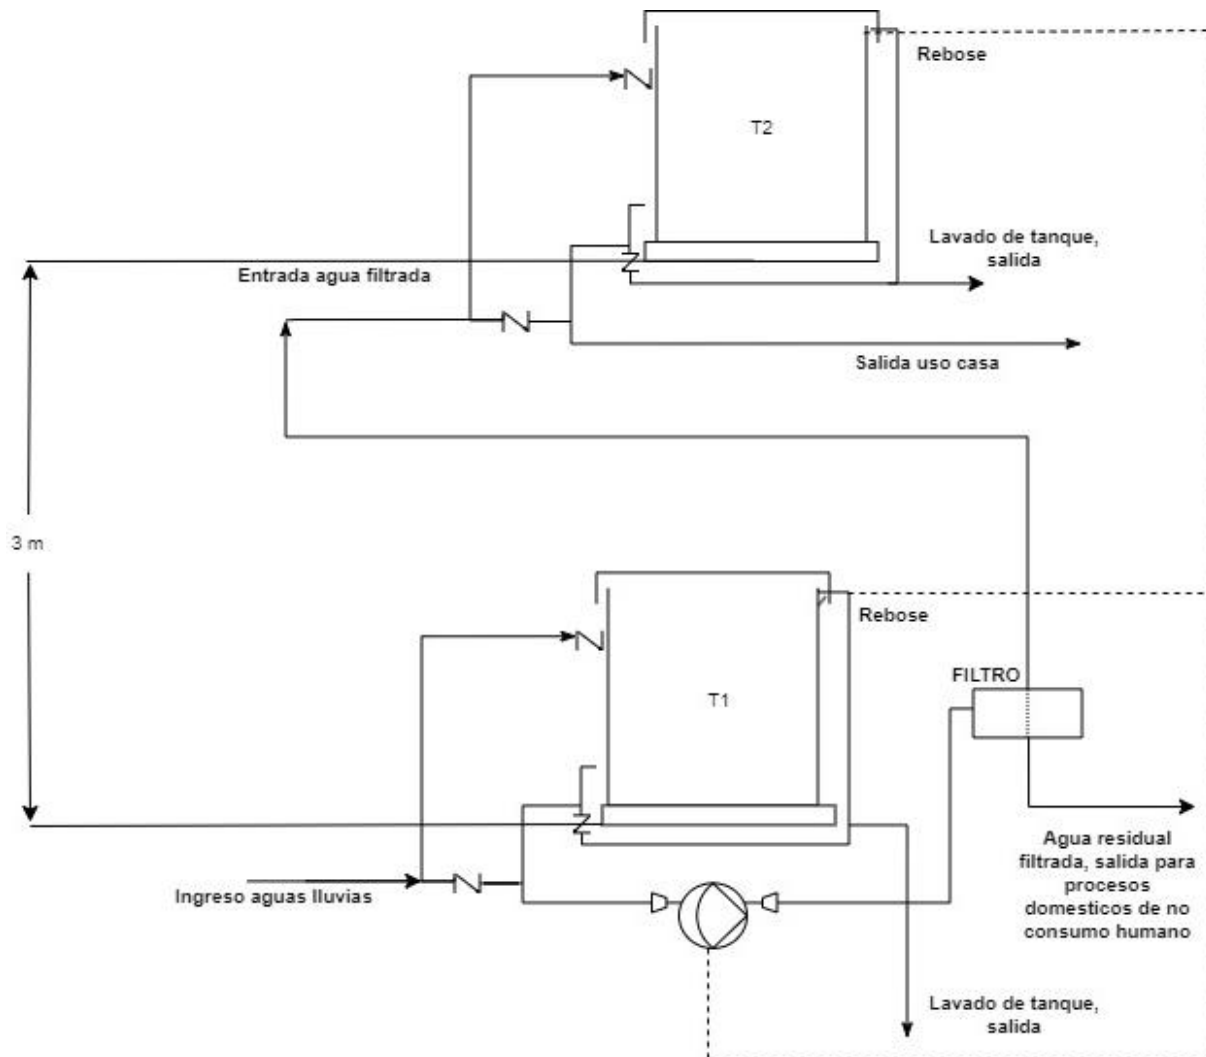 Rebose
T2
Lavado de tanque,
salida
Entrada agua filtrada
Salida uso casa
3 m
Rebose
FILTRO
T1
Agua residual
filtrada, salida para
procesos
domesticos de no
consumo humano
Ingreso aguas lluvias
Lavado de tanque,
salida